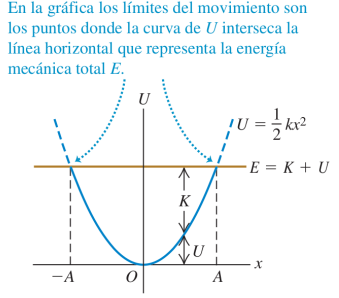 En la gráfica los límites del movimiento son
los puntos donde la curva de U interseca la
línea horizontal que representa la energía
mecánica total E.
U
U = 1/2 kx²
E = K + U
K
U
x
−A
O
A